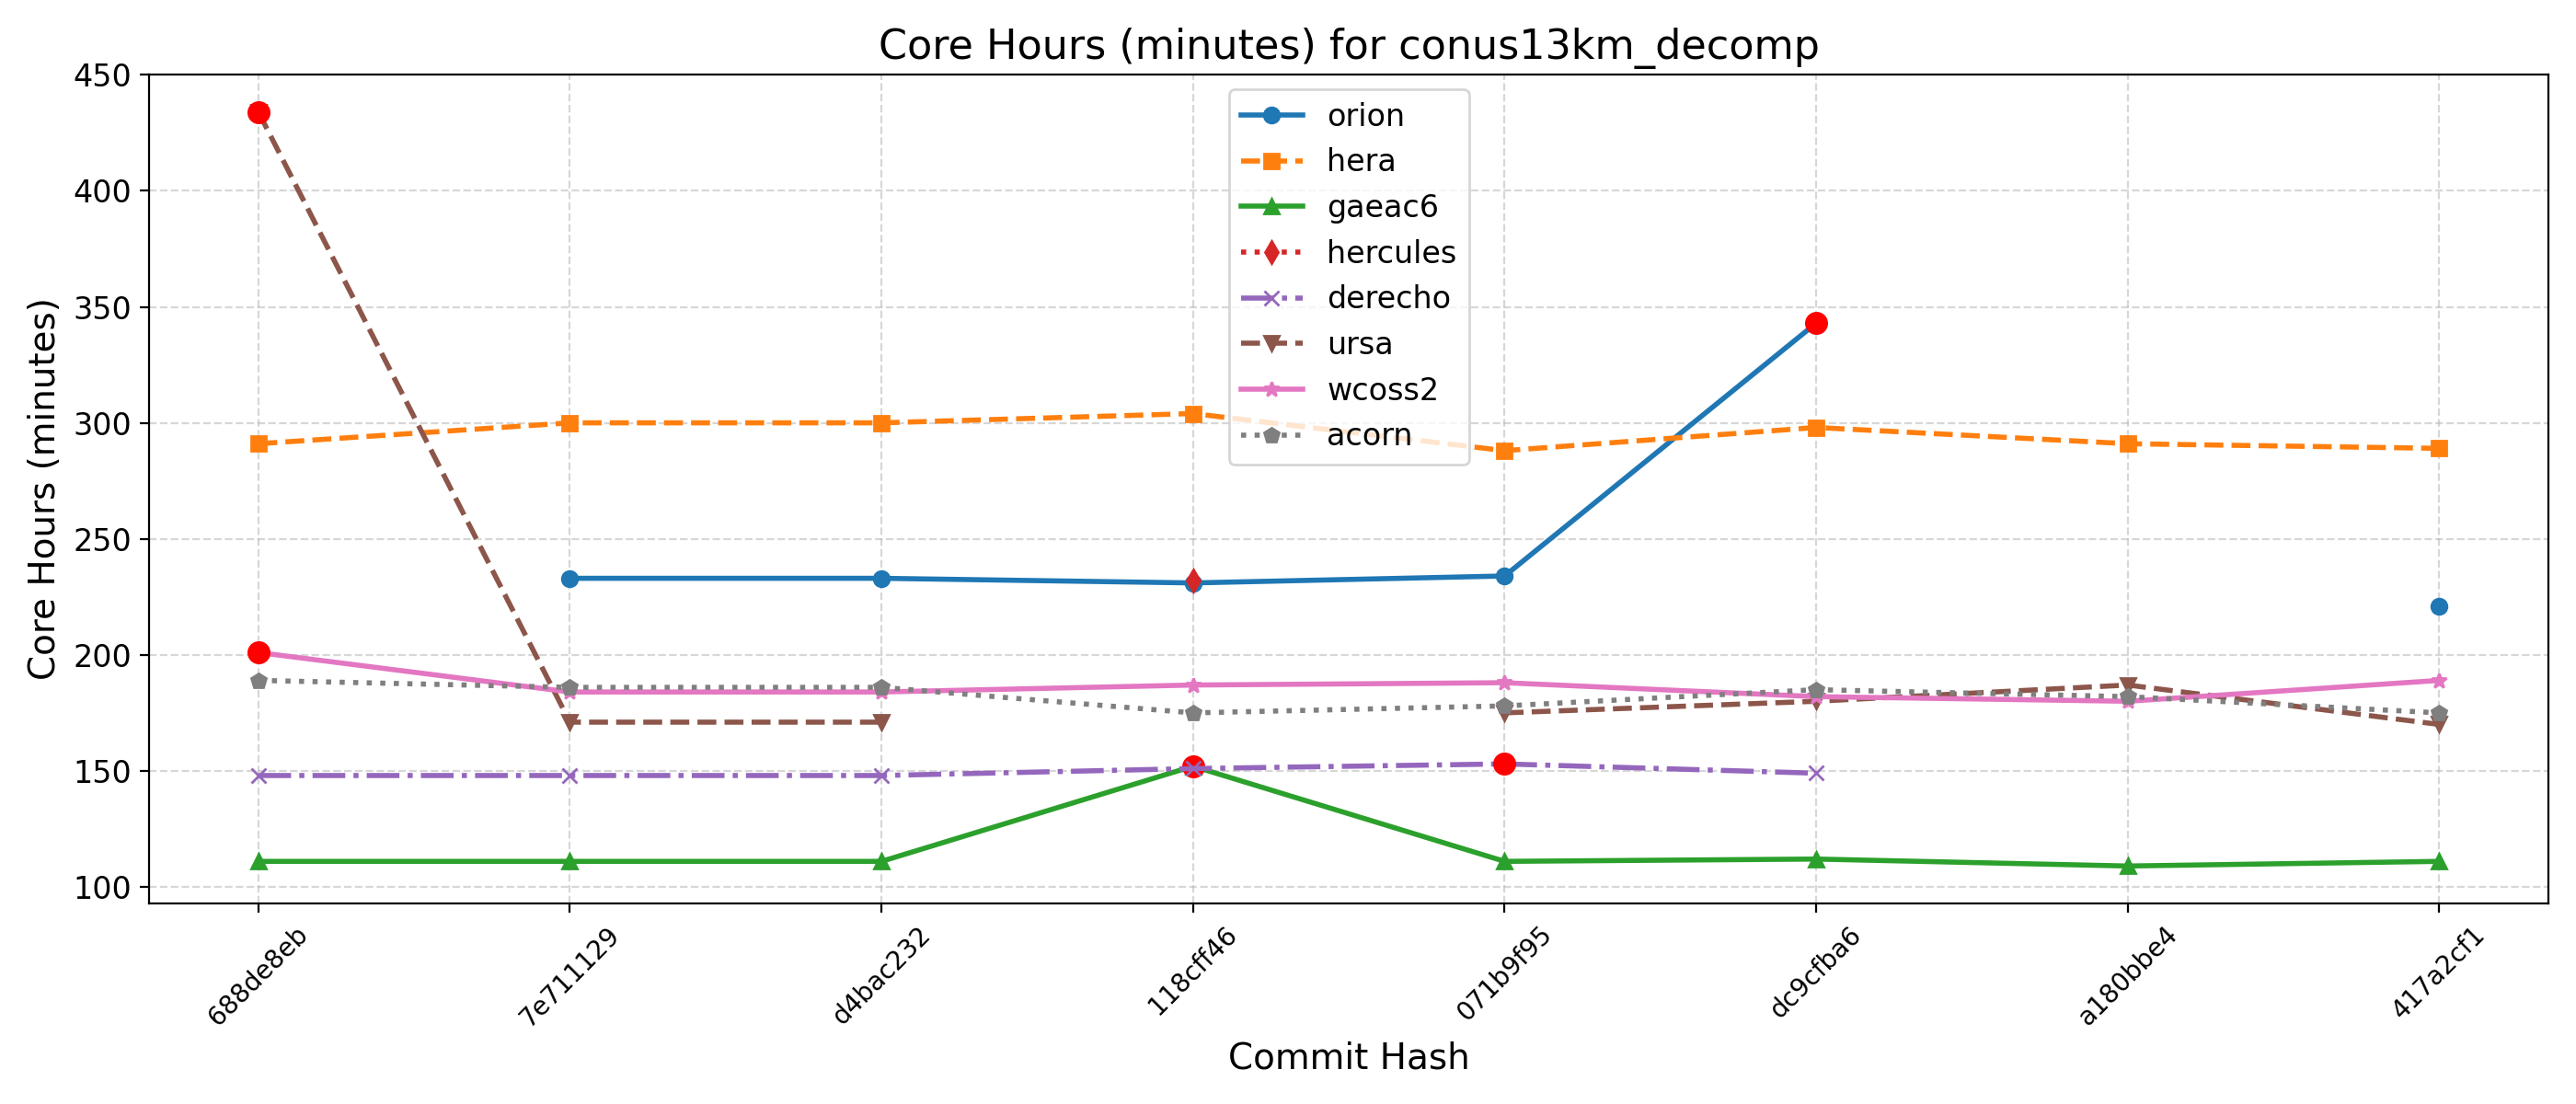 Core Hours (minutes) for conus13km_decomp
Core Hours (minutes)
450
400
350
300
250
200
150
100
orion
hera
gaeac6
hercules
derecho
ursa
wcoss2
acorn
688de8eb
7e711129
d4bac232
118cff46
071b9f95
dc9cfba6
a180bbe4
417a2cf1
Commit Hash